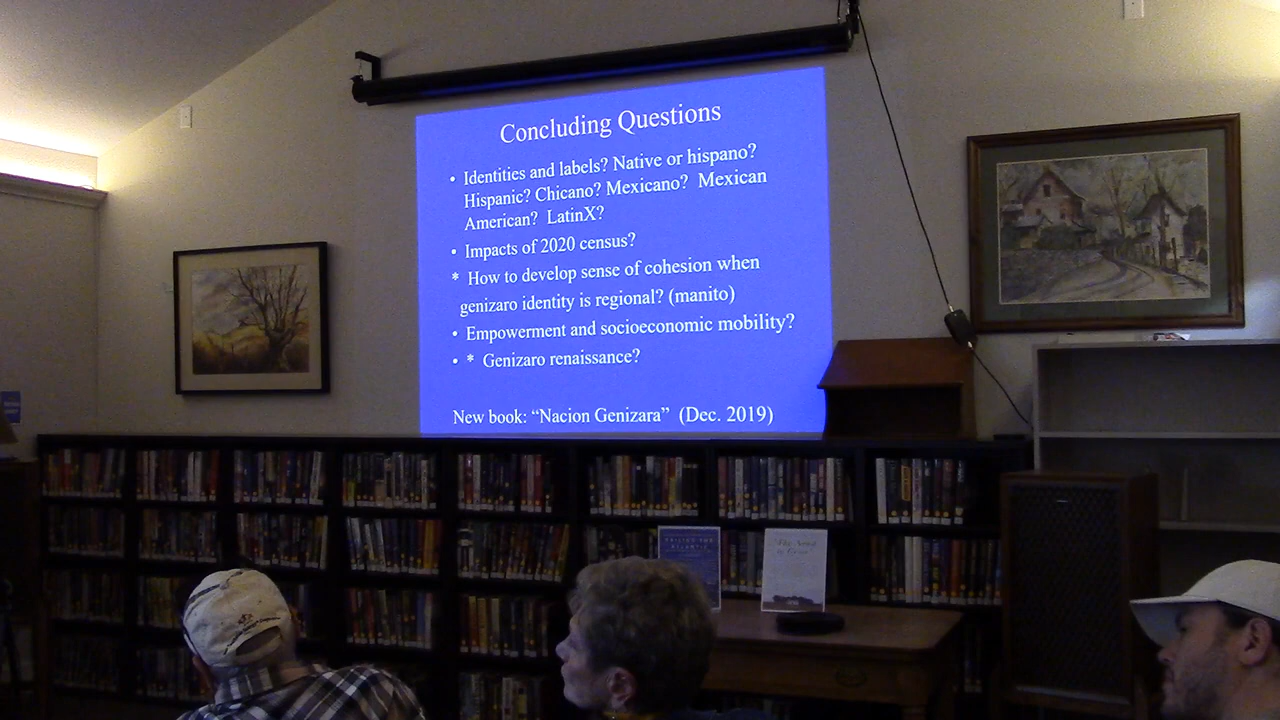 Concluding Questions
• Identities and labels? Native or hispano?
Hispanic? Chicano? Mexicano? Mexican
American? LatinX?
• Impacts of 2020 census?
* How to develop sense of cohesion when
genizaro identity is regional? (manito)
• Empowerment and socioeconomic mobility?
• * Genizaro renaissance?
New book: “Nacion Genizara” (Dec. 2019)